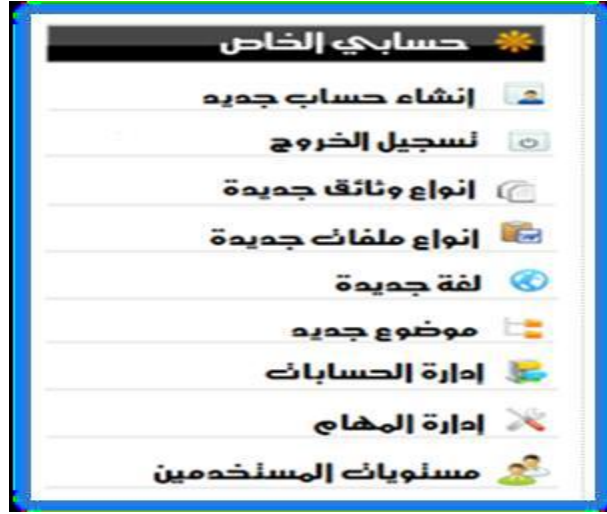 حسابي الخاص
إنشاء حساب جديد
تسجيل الخروج
انواع وثائق جديدة
انواع ملفات جديدة
لغة جديدة
موضوع جديد
إدارة الحسابات
إدارة المهام
مستويات المستخدمين